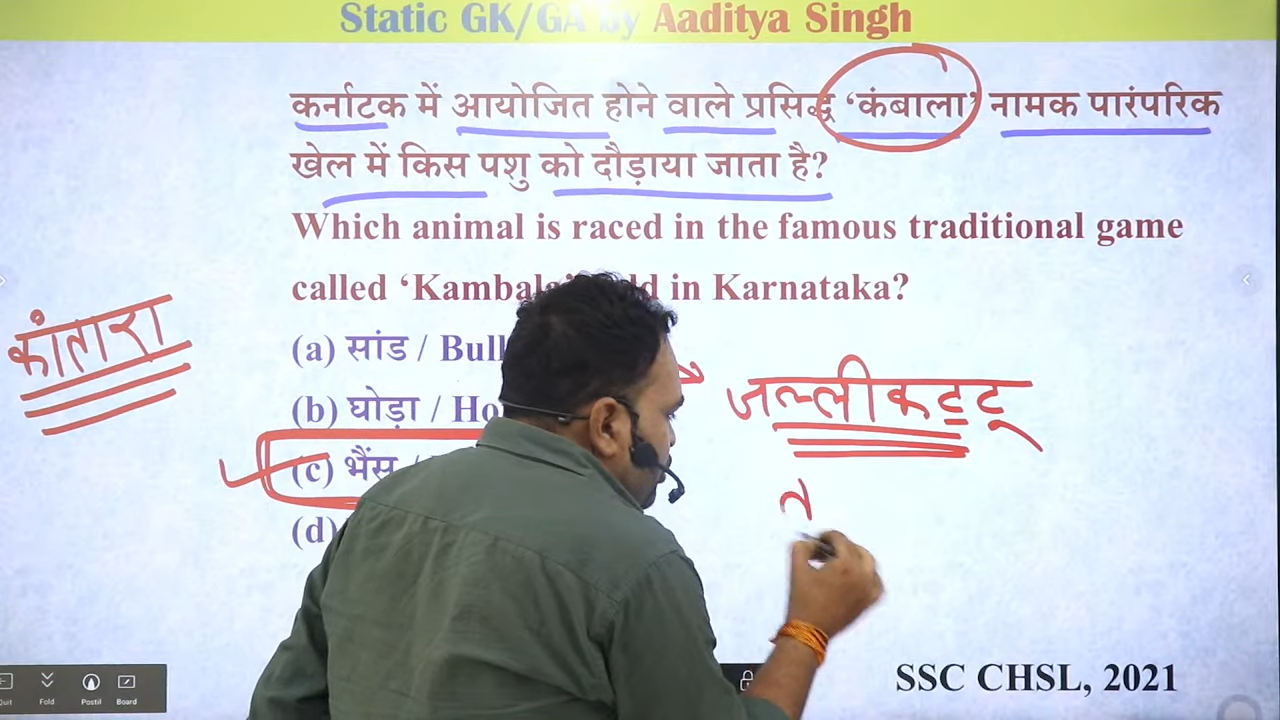 Static GK/GA by Aaditya Singh
कर्नाटक में आयोजित होने वाले प्रसिद्ध ‘कंबाला’ नामक पारंपरिक
खेल में किस पशु को दौड़ाया जाता है?
Which animal is raced in the famous traditional game
called ‘Kambala’ held in Karnataka?
कांतारा
(a) सांड / Bull
(b) घोड़ा / Ho
जल्लीकट्टू
(c) भैंस /
त
(d)
SSC CHSL, 2021
Quit Fold Postil Board